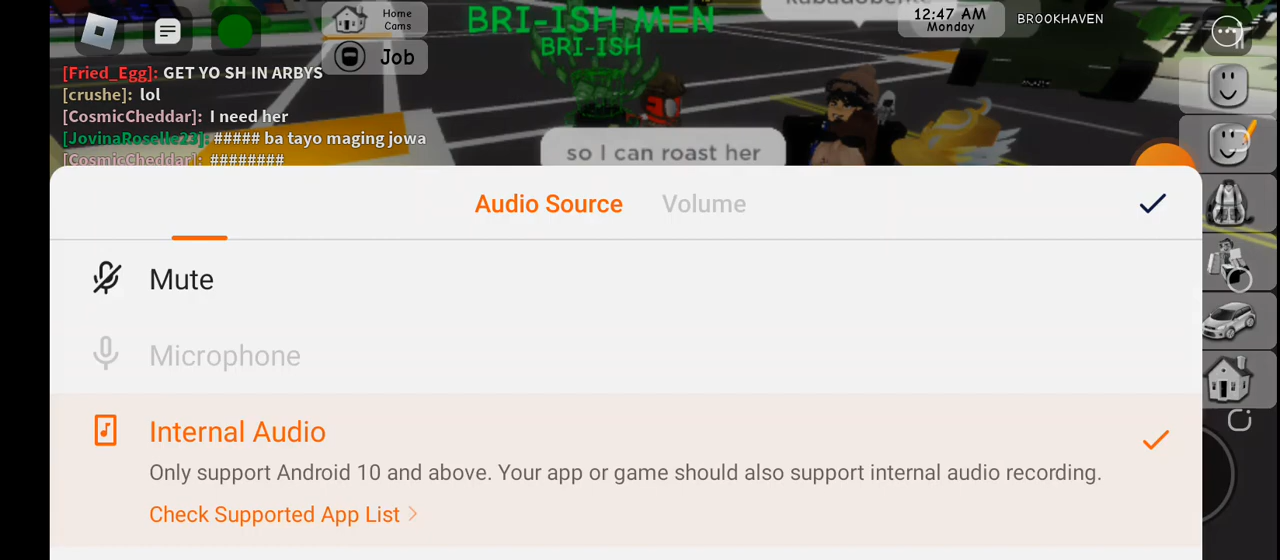 Home
Cams
Job
BRI-ISH MEN
BRI-ISH
12:47 AM
Monday
BROOKHAVEN
[Fried_Egg]: GET YO SH IN ARBYS
[crushe]: lol
[CosmicCheddar]: I need her
[JovinaRoselle23]: ##### ba tayo maging jowa
[CosmicCheddar]: ########
so I can roast her
Audio Source
Volume
Mute
Microphone
Internal Audio
Only support Android 10 and above. Your app or game should also support internal audio recording.
Check Supported App List >